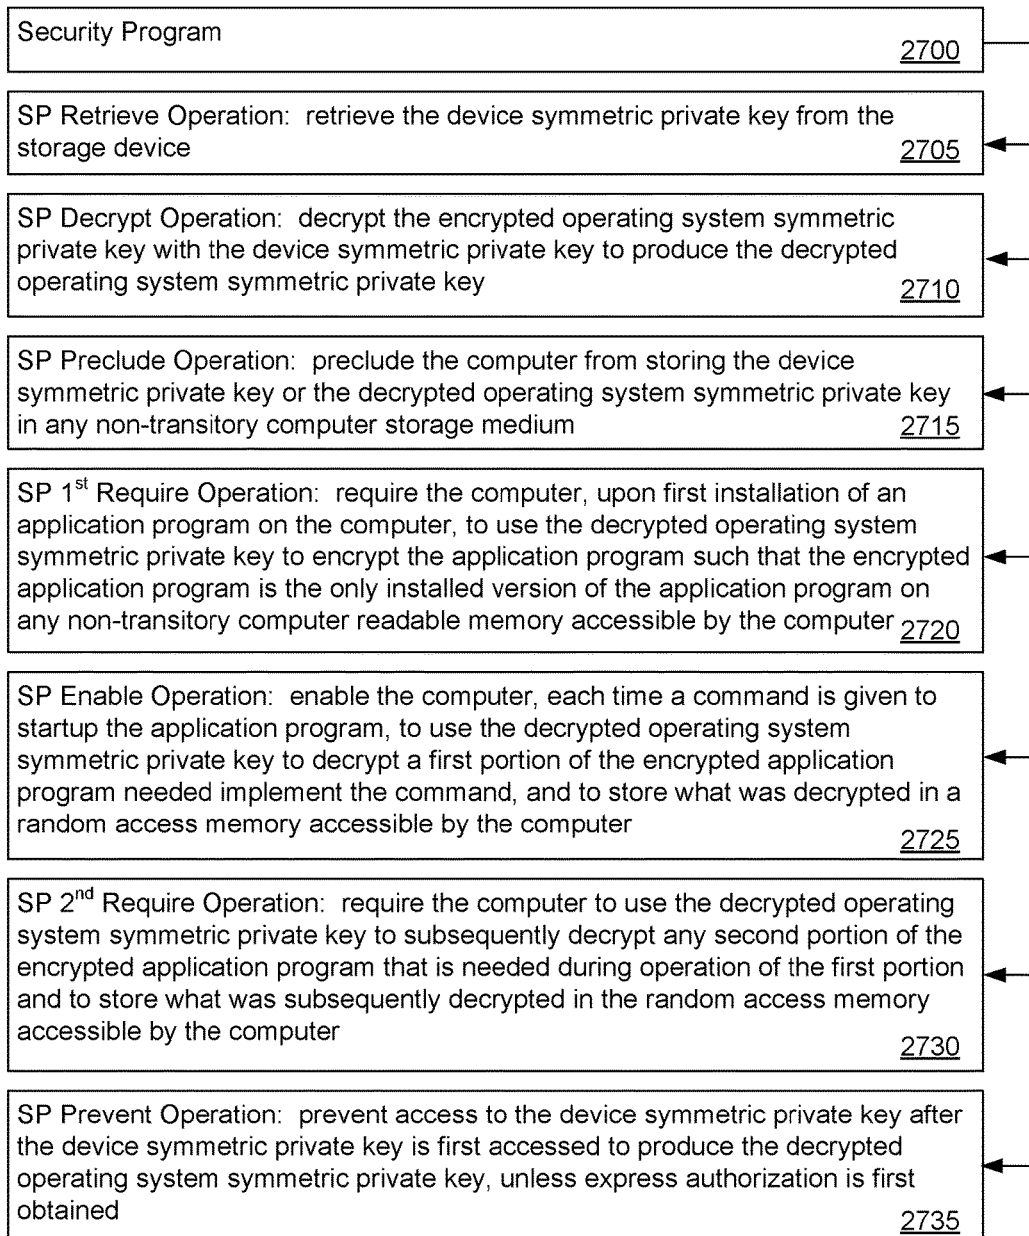 Security Program
2700
SP Retrieve Operation: retrieve the device symmetric private key from the
storage device
2705
SP Decrypt Operation: decrypt the encrypted operating system symmetric
private key with the device symmetric private key to produce the decrypted
operating system symmetric private key
2710
SP Preclude Operation: preclude the computer from storing the device
symmetric private key or the decrypted operating system symmetric private key
in any non-transitory computer storage medium
2715
SP 1st Require Operation: require the computer, upon first installation of an
application program on the computer, to use the decrypted operating system
symmetric private key to encrypt the application program such that the encrypted
application program is the only installed version of the application program on
any non-transitory computer readable memory accessible by the computer
2720
SP Enable Operation: enable the computer, each time a command is given to
startup the application program, to use the decrypted operating system
symmetric private key to decrypt a first portion of the encrypted application
program needed implement the command, and to store what was decrypted in a
random access memory accessible by the computer
2725
SP 2nd Require Operation: require the computer to use the decrypted operating
system symmetric private key to subsequently decrypt any second portion of the
encrypted application program that is needed during operation of the first portion
and to store what was subsequently decrypted in the random access memory
accessible by the computer
2730
SP Prevent Operation: prevent access to the device symmetric private key after
the device symmetric private key is first accessed to produce the decrypted
operating system symmetric private key, unless express authorization is first
obtained
2735